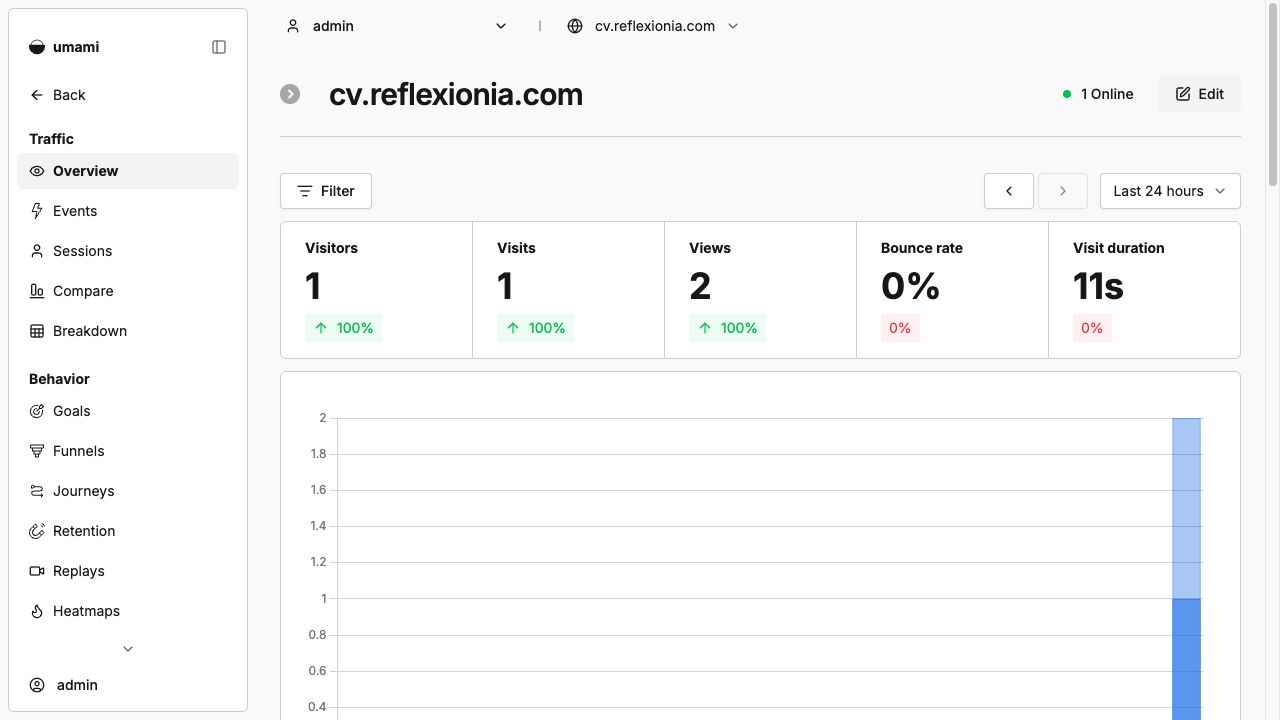 umami
Back
Traffic
Overview
Events
Sessions
Compare
Breakdown
Behavior
Goals
Funnels
Journeys
Retention
Replays
Heatmaps
admin
admin
cv.reflexionia.com
cv.reflexionia.com
1 Online
Edit
Filter
Last 24 hours
Visitors
1
100%
Visits
1
100%
Views
2
100%
Bounce rate
0%
0%
Visit duration
11s
0%
2
1.8
1.6
1.4
1.2
1
0.8
0.6
0.4